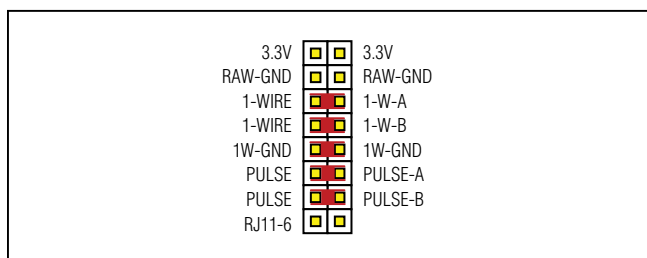 3.3V 3.3V
RAW-GND RAW-GND
1-WIRE 1-W-A
1-WIRE 1-W-B
1W-GND 1W-GND
PULSE PULSE-A
PULSE PULSE-B
RJ11-6